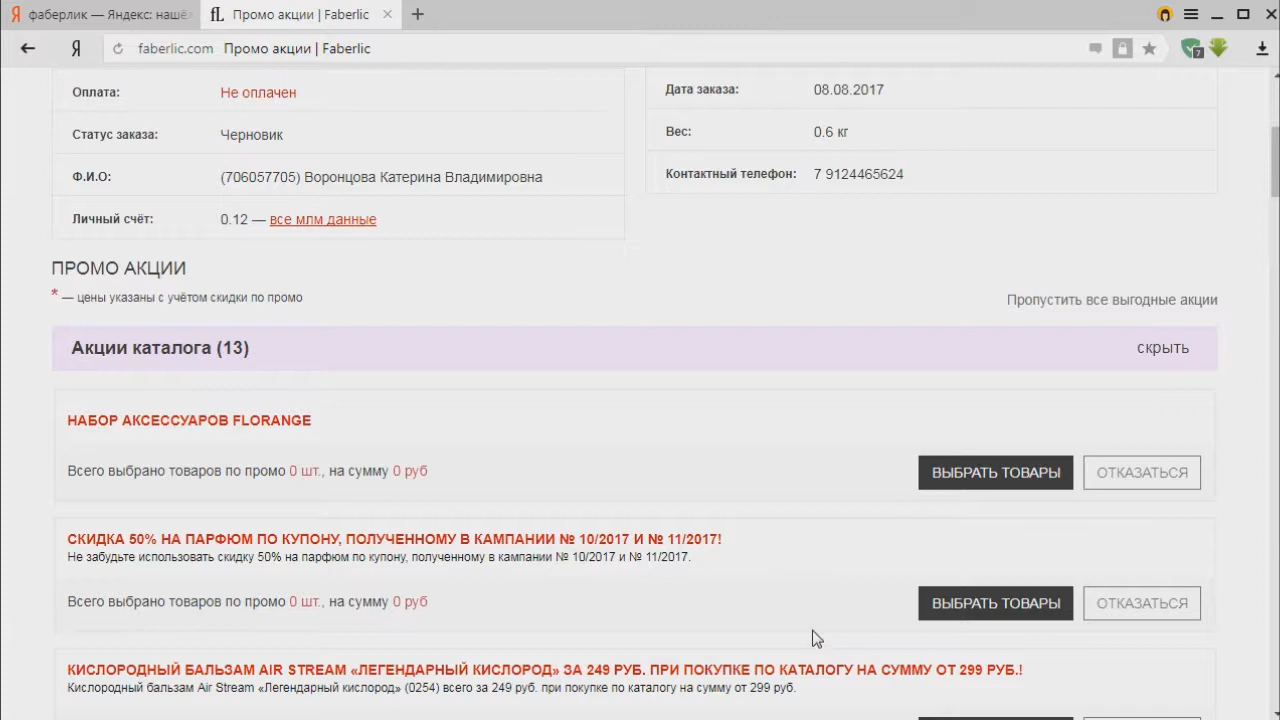 фаберлик — Яндекс: нашёл
Промо акции | Faberlic
faberlic.com Промо акции | Faberlic
7
Оплата: Не оплачен
Дата заказа: 08.08.2017
Статус заказа: Черновик
Вес: 0.6 кг
Ф.И.О: (706057705) Воронцова Катерина Владимировна
Контактный телефон: 7 9124465624
Личный счёт: 0.12 — все млм данные
ПРОМО АКЦИИ
* — цены указаны с учётом скидки по промо
Пропустить все выгодные акции
Акции каталога (13) скрыть
НАБОР АКСЕССУАРОВ FLORANGE
Всего выбрано товаров по промо 0 шт., на сумму 0 руб
ВЫБРАТЬ ТОВАРЫ ОТКАЗАТЬСЯ
СКИДКА 50% НА ПАРФЮМ ПО КУПОНУ, ПОЛУЧЕННОМУ В КАМПАНИИ № 10/2017 И № 11/2017!
Не забудьте использовать скидку 50% на парфюм по купону, полученному в кампании № 10/2017 и № 11/2017.
Всего выбрано товаров по промо 0 шт., на сумму 0 руб
ВЫБРАТЬ ТОВАРЫ ОТКАЗАТЬСЯ
КИСЛОРОДНЫЙ БАЛЬЗАМ AIR STREAM «ЛЕГЕНДАРНЫЙ КИСЛОРОД» ЗА 249 РУБ. ПРИ ПОКУПКЕ ПО КАТАЛОГУ НА СУММУ ОТ 299 РУБ.!
Кислородный бальзам Air Stream «Легендарный кислород» (0254) всего за 249 руб. при покупке по каталогу на сумму от 299 руб.